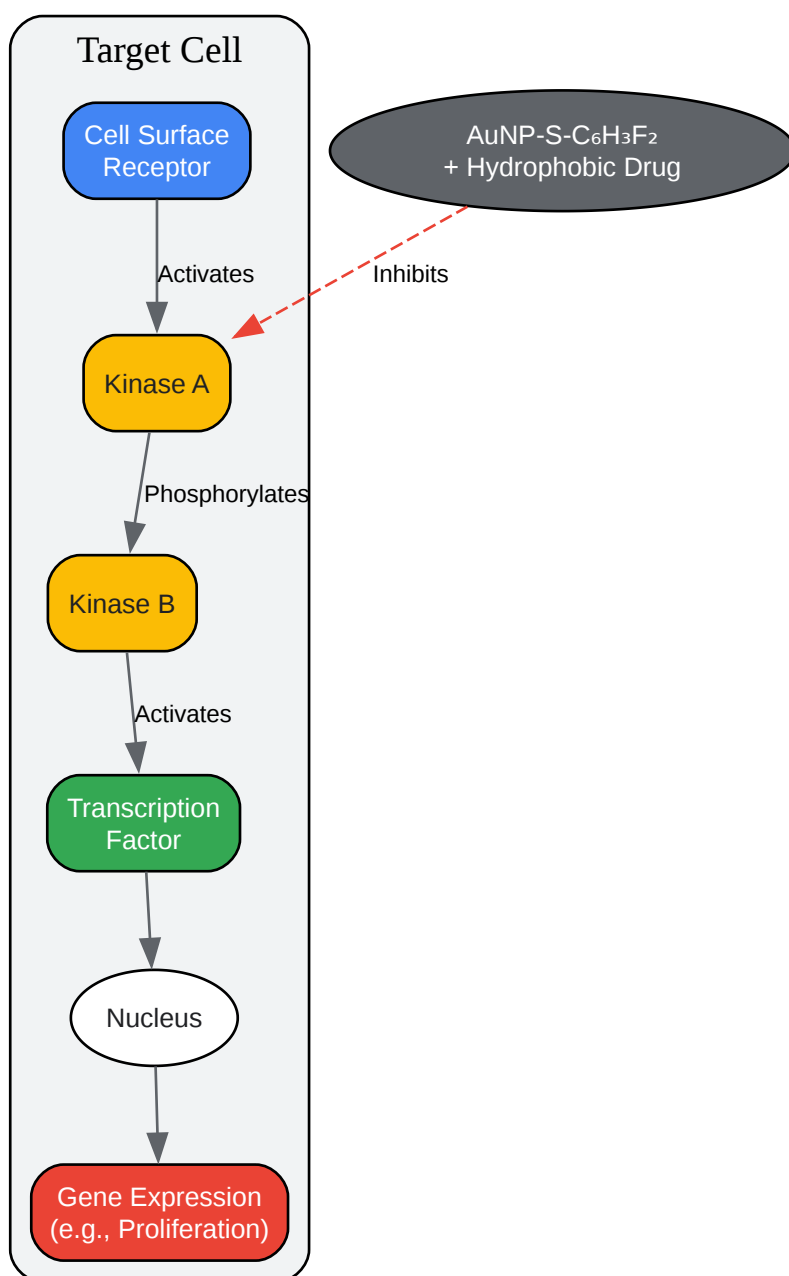 Target Cell
Cell Surface
Receptor
AuNP-S-C₆H₃F₂
+ Hydrophobic Drug
Activates
Inhibits
Kinase A
Phosphorylates
Kinase B
Activates
Transcription
Factor
Nucleus
Gene Expression
(e.g., Proliferation)